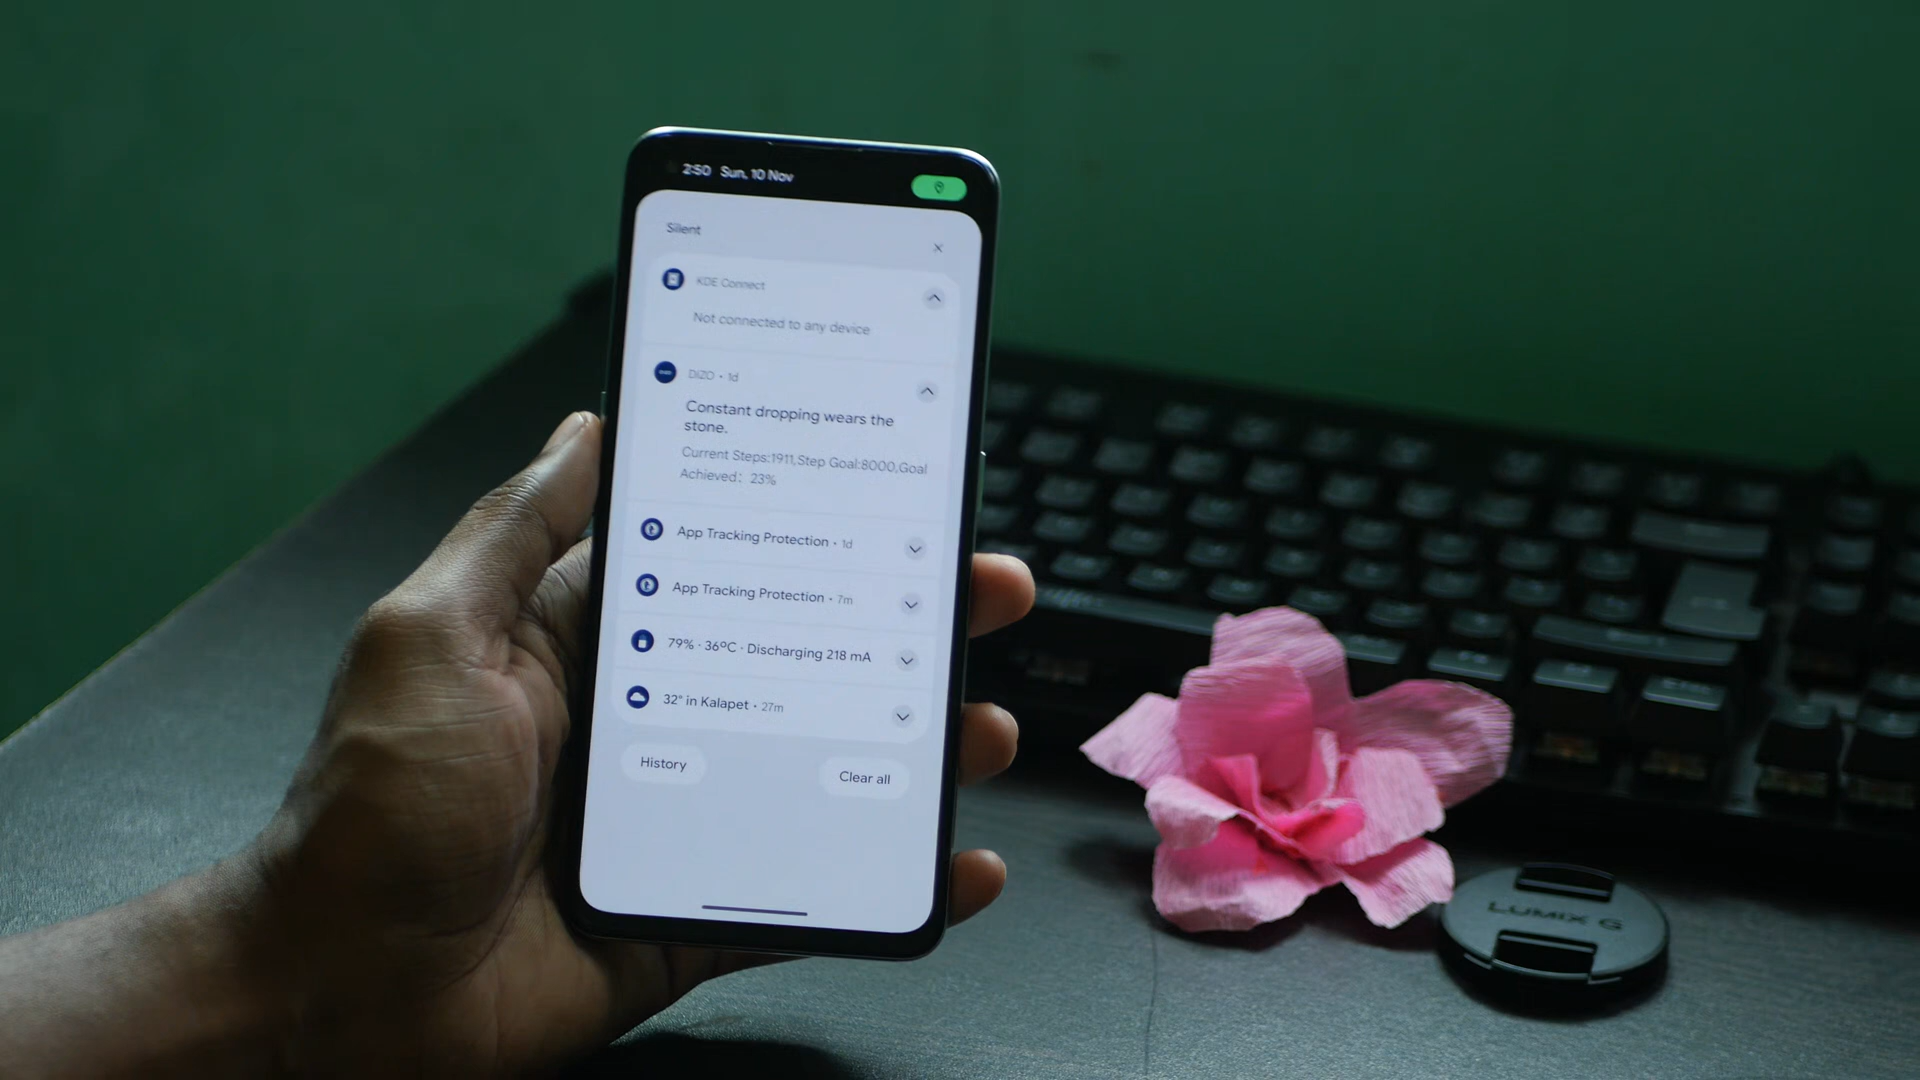 2:50 Sun, 10 Nov
Silent
KDE Connect
Not connected to any device
DIZO • 1d
Constant dropping wears the
stone.
Current Steps:1911,Step Goal:8000,Goal
Achieved: 23%
App Tracking Protection • 1d
App Tracking Protection • 7m
79% · 36ºC · Discharging 218 mA
32° in Kalapet • 27m
History
Clear all
LUMIX G